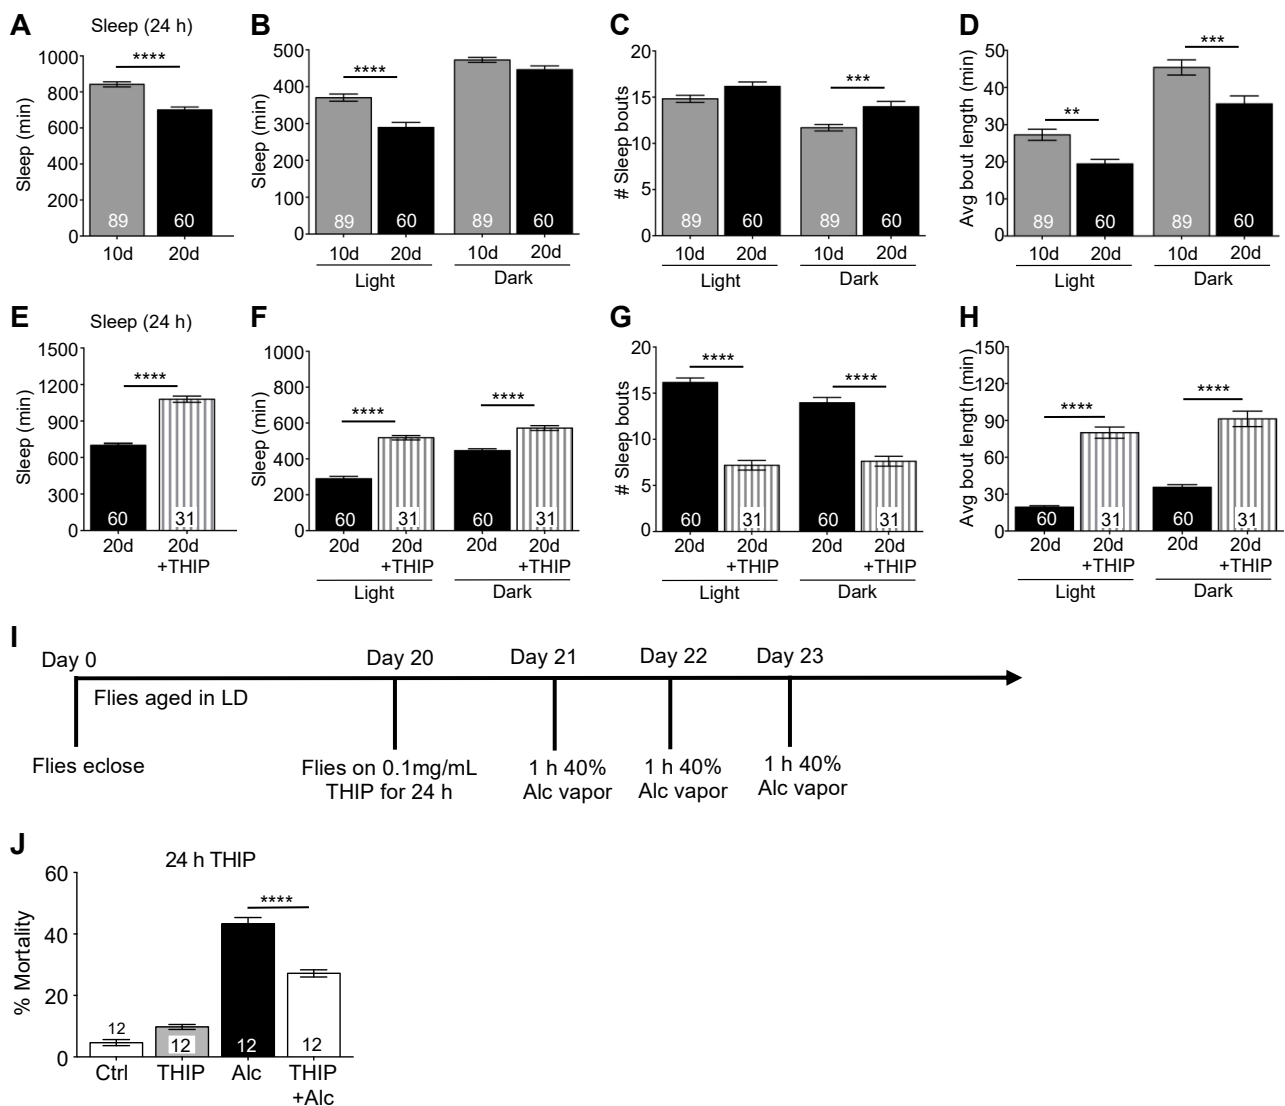 A
Sleep (24 h)
Sleep (min)
1000
800
600
400
200
0
****
89
60
10d
20d
B
Sleep (min)
500
400
300
200
100
0
****
89
60
89
60
10d
20d
10d
20d
Light
Dark
C
# Sleep bouts
20
15
10
5
0
***
89
60
89
60
10d
20d
10d
20d
Light
Dark
D
Avg bout length (min)
50
40
30
20
10
0
**
***
89
60
89
60
10d
20d
10d
20d
Light
Dark
E
Sleep (24 h)
Sleep (min)
1500
1200
900
600
300
0
****
60
31
20d
20d
+THIP
F
Sleep (min)
1000
800
600
400
200
0
****
****
60
31
60
31
20d
20d
+THIP
20d
20d
+THIP
Light
Dark
G
# Sleep bouts
20
15
10
5
0
****
****
60
31
60
31
20d
20d
+THIP
20d
20d
+THIP
Light
Dark
H
Avg bout length (min)
150
120
90
60
30
0
****
****
60
31
60
31
20d
20d
+THIP
20d
20d
+THIP
Light
Dark
I
Day 0
Day 20
Day 21
Day 22
Day 23
Flies aged in LD
Flies eclose
Flies on 0.1mg/mL
THIP for 24 h
1 h 40%
Alc vapor
1 h 40%
Alc vapor
1 h 40%
Alc vapor
J
24 h THIP
% Mortality
60
40
20
0
****
12
12
12
12
Ctrl
THIP
Alc
THIP
+Alc